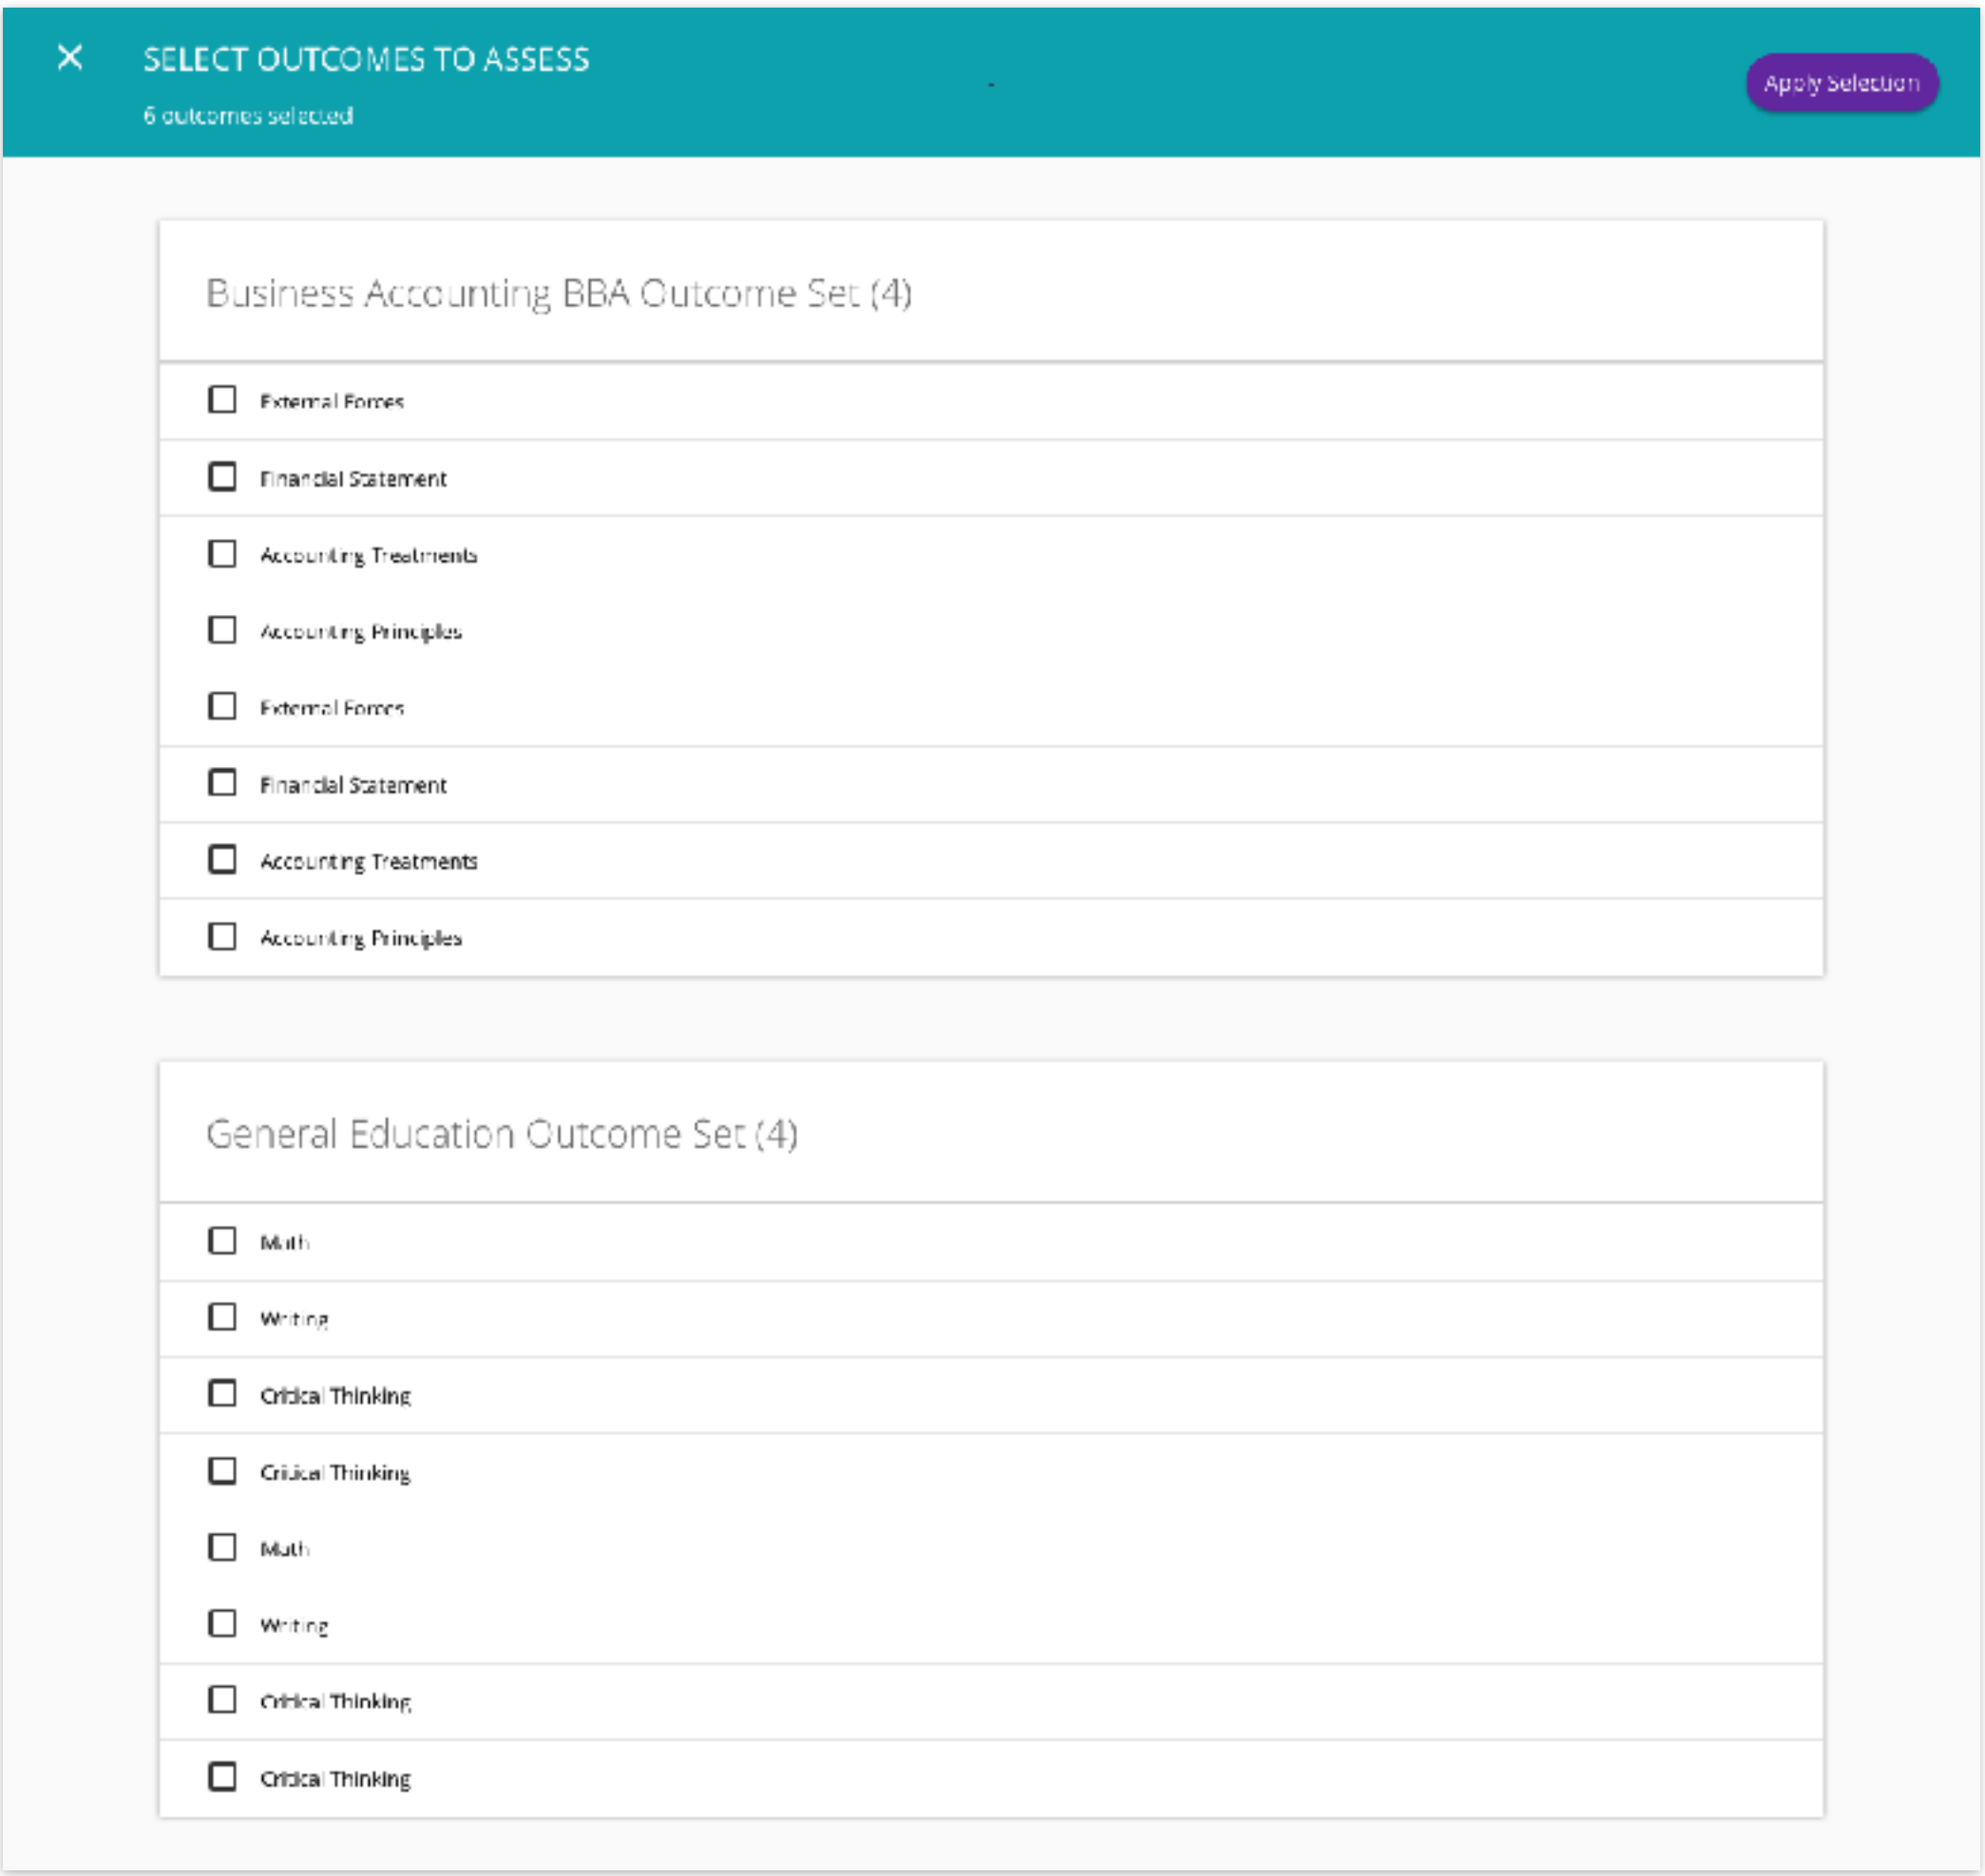 SELECT OUTCOMES TO ASSESS
6 outcomes selected
Apply Selection
Business Accounting BBA Outcome Set (4)
External Forces
Financial Statement
Accounting Treatments
Accounting Principles
External Forces
Financial Statement
Accounting Treatments
Accounting Principles
General Education Outcome Set (4)
Math
Writing
Critical Thinking
Critical Thinking
Math
Writing
Critical Thinking
Critical Thinking